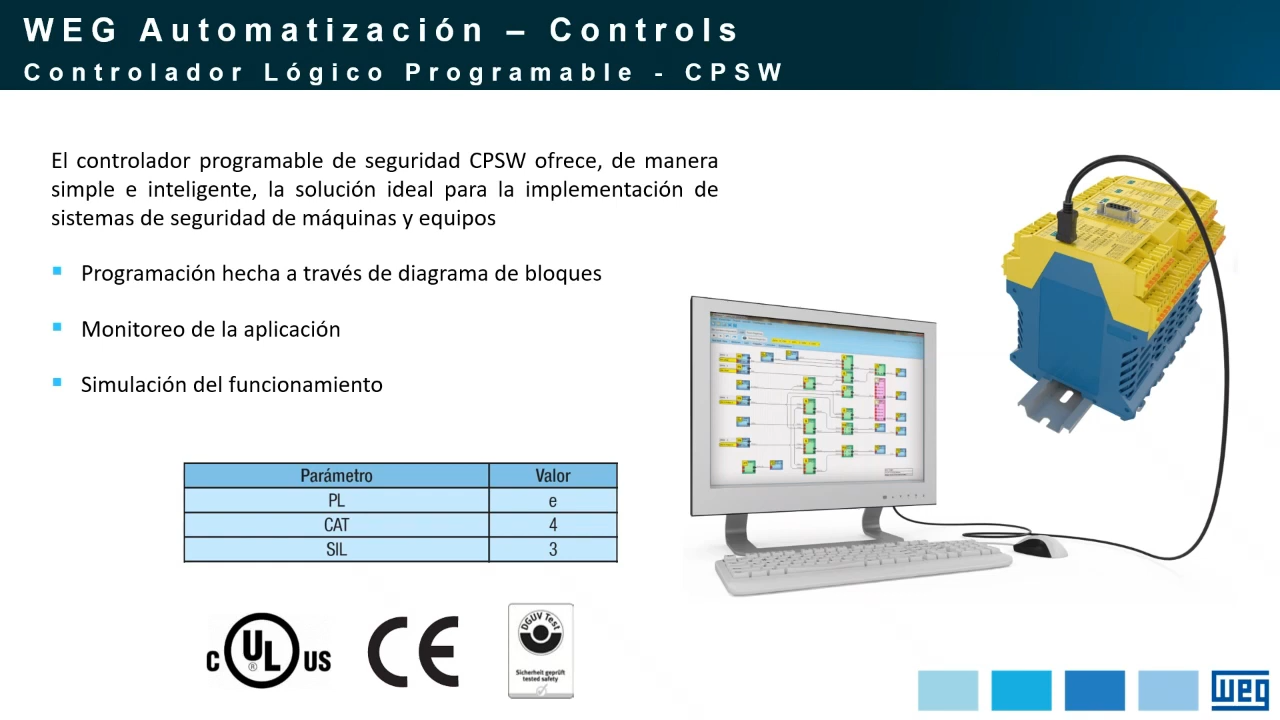 WEG Automatización – Controls
Controlador Lógico Programable - CPSW
El controlador programable de seguridad CPSW ofrece, de manera
simple e inteligente, la solución ideal para la implementación de
sistemas de seguridad de máquinas y equipos
Programación hecha a través de diagrama de bloques
Monitoreo de la aplicación
Simulación del funcionamiento
Parámetro Valor
PL e
CAT 4
SIL 3
c UL ® US
CE
DGUV Test
Sicherheit geprüft
tested safety
weg